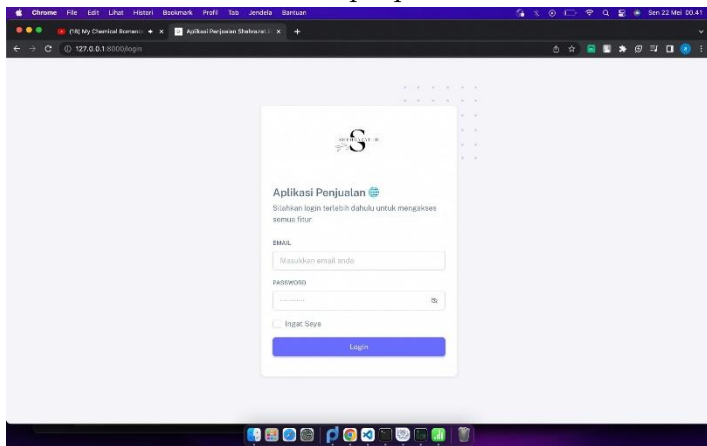 Chrome File Edit Lihat Histori Bookmark Profil Tab Jendela Bantuan
Sen 22 Mei 00.41
(18) My Chemical Romance
Aplikasi Penjualan Shehrazat
127.0.0.1:8000/login
S
Aplikasi Penjualan
Silahkan login terlebih dahulu untuk mengakses
semua fitur
EMAIL
Masukkan email anda
PASSWORD
Ingat Saya
Login